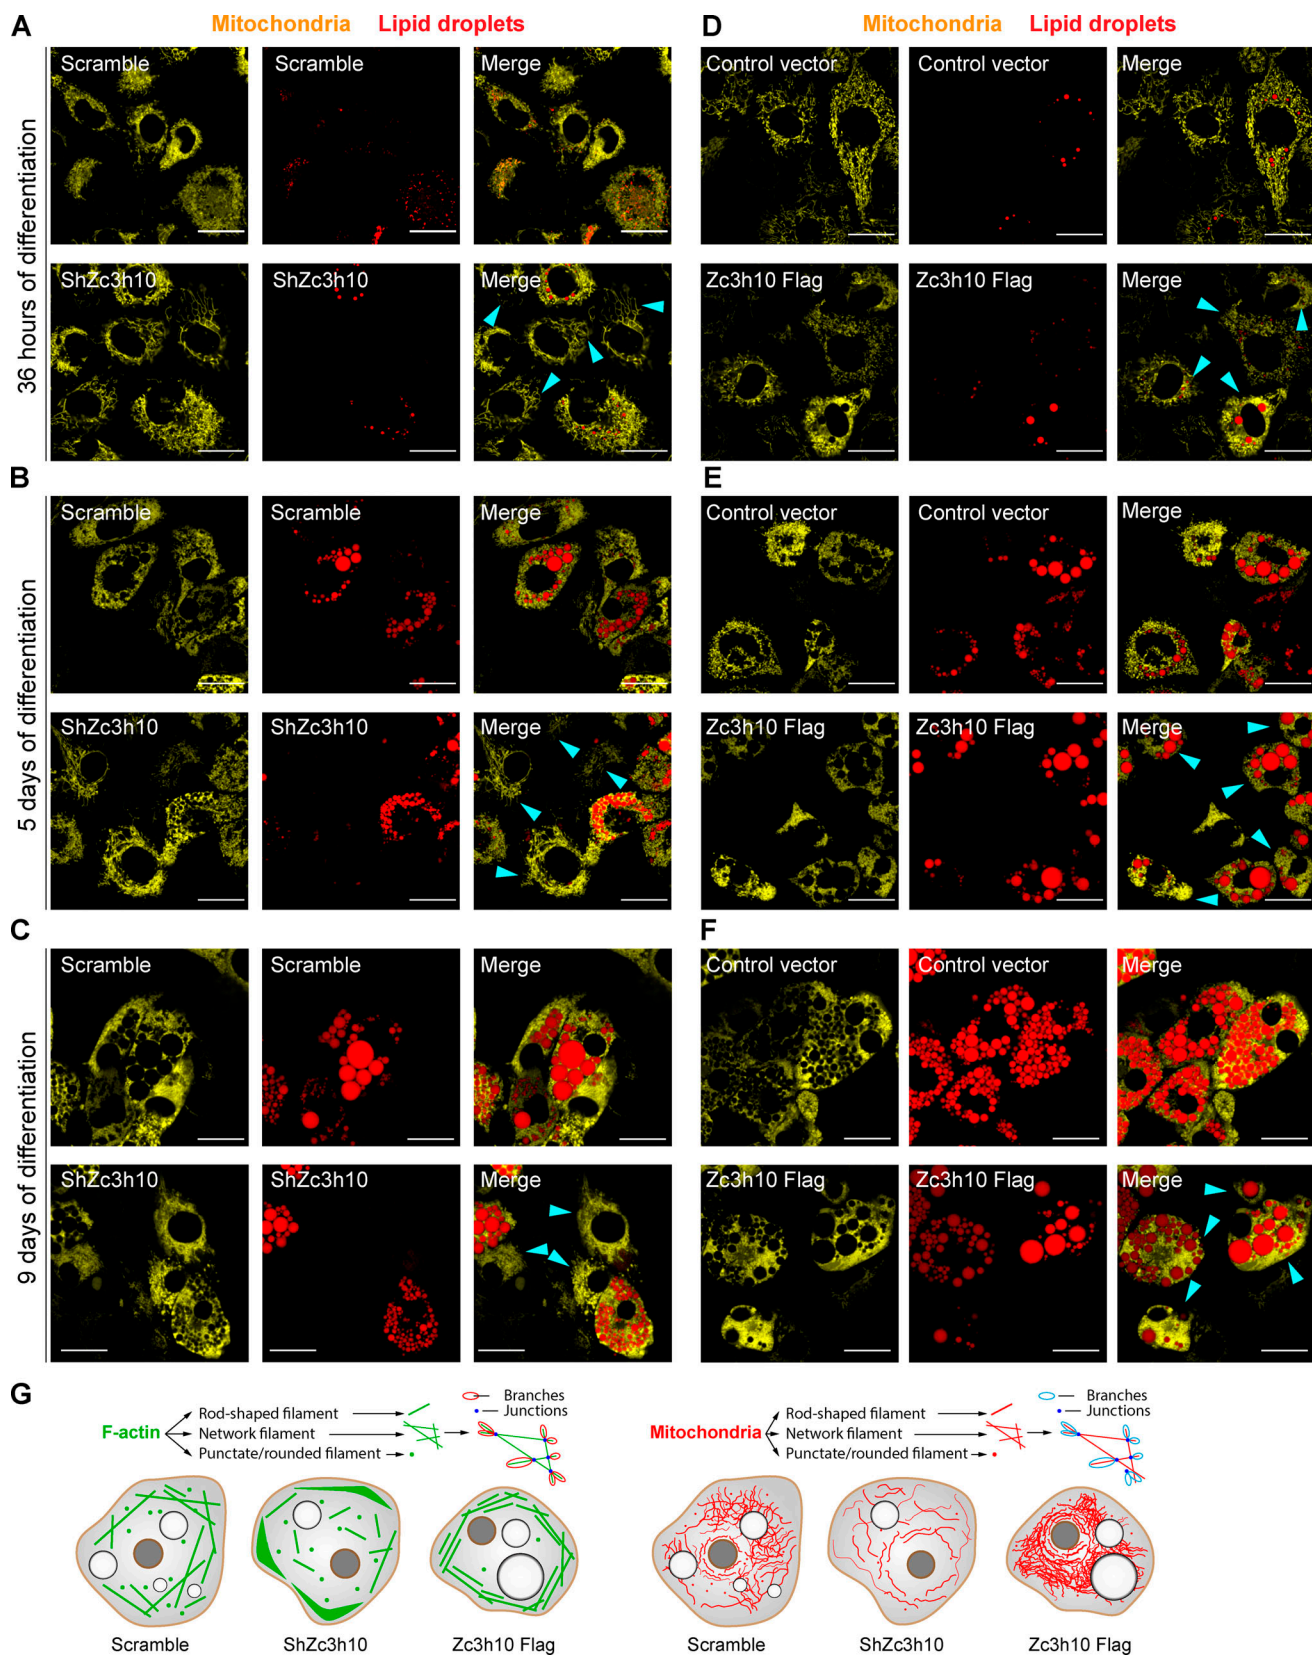 A
Mitochondria Lipid droplets
36 hours of differentiation
Scramble
Scramble
Merge
ShZc3h10
ShZc3h10
Merge
B
5 days of differentiation
Scramble
Scramble
Merge
ShZc3h10
ShZc3h10
Merge
C
9 days of differentiation
Scramble
Scramble
Merge
ShZc3h10
ShZc3h10
Merge
D
Mitochondria Lipid droplets
Control vector
Control vector
Merge
Zc3h10 Flag
Zc3h10 Flag
Merge
E
Control vector
Control vector
Merge
Zc3h10 Flag
Zc3h10 Flag
Merge
F
Control vector
Control vector
Merge
Zc3h10 Flag
Zc3h10 Flag
Merge
G
F-actin
Rod-shaped filament
Network filament
Punctate/rounded filament
Branches
Junctions
Scramble
ShZc3h10
Zc3h10 Flag
Mitochondria
Rod-shaped filament
Network filament
Punctate/rounded filament
Branches
Junctions
Scramble
ShZc3h10
Zc3h10 Flag